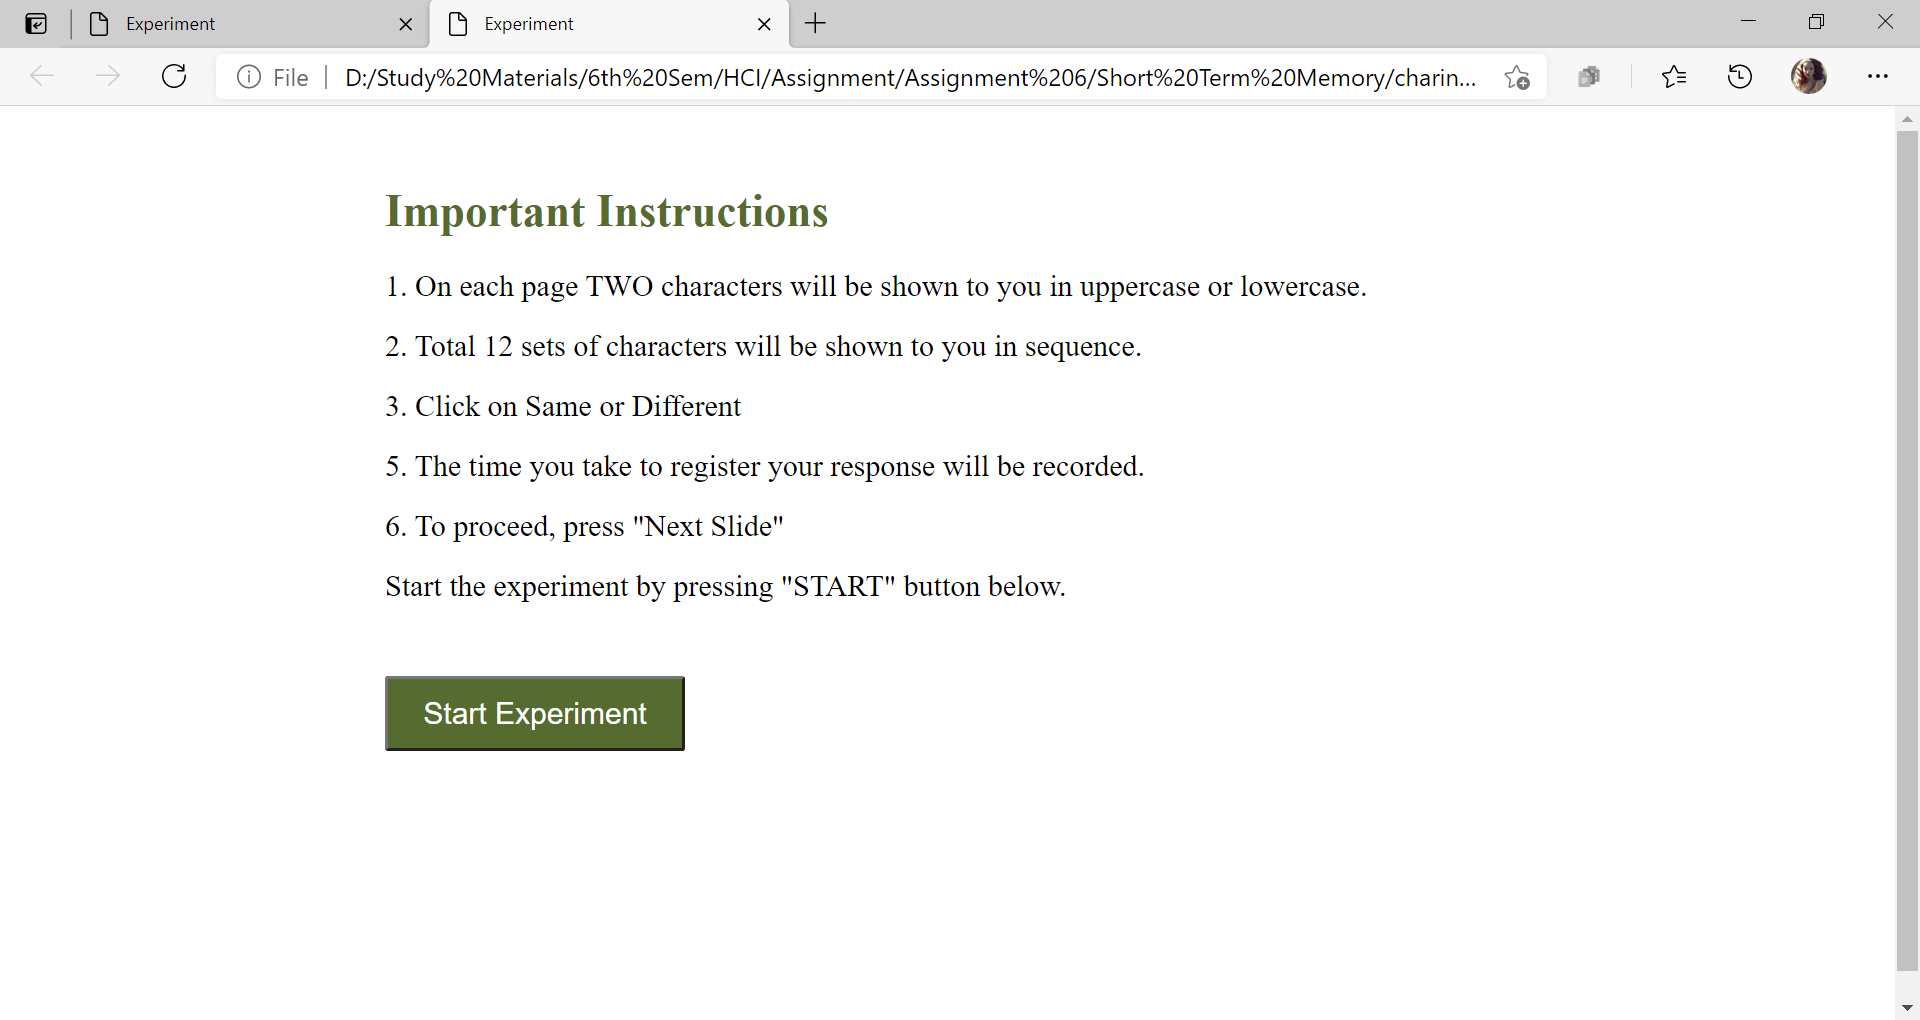 Experiment
Experiment
File
D:/Study%20Materials/6th%20Sem/HCI/Assignment/Assignment%206/Short%20Term%20Memory/charin...
Important Instructions
1. On each page TWO characters will be shown to you in uppercase or lowercase.
2. Total 12 sets of characters will be shown to you in sequence.
3. Click on Same or Different
5. The time you take to register your response will be recorded.
6. To proceed, press "Next Slide"
Start the experiment by pressing "START" button below.
Start Experiment